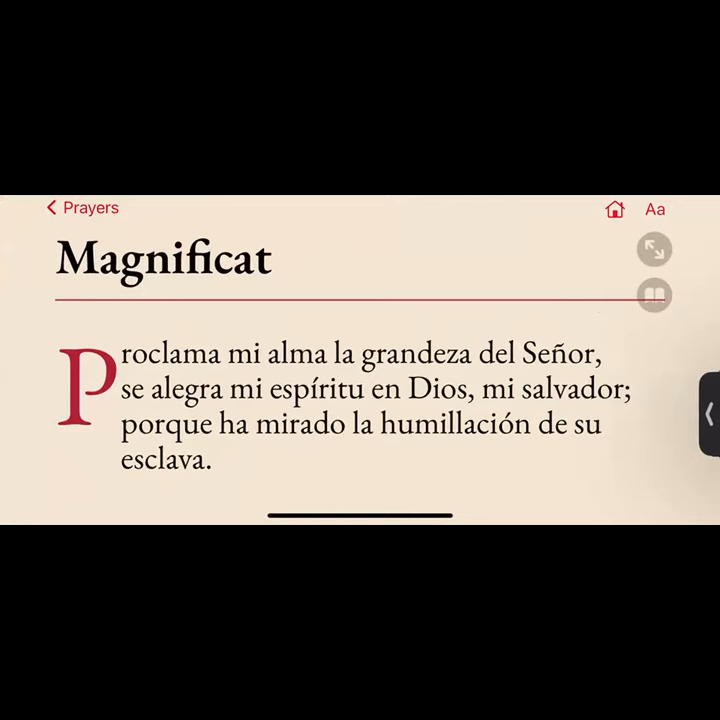 Prayers
Aa
Magnificat
Proclama mi alma la grandeza del Señor,
se alegra mi espíritu en Dios, mi salvador;
porque ha mirado la humillación de su
esclava.